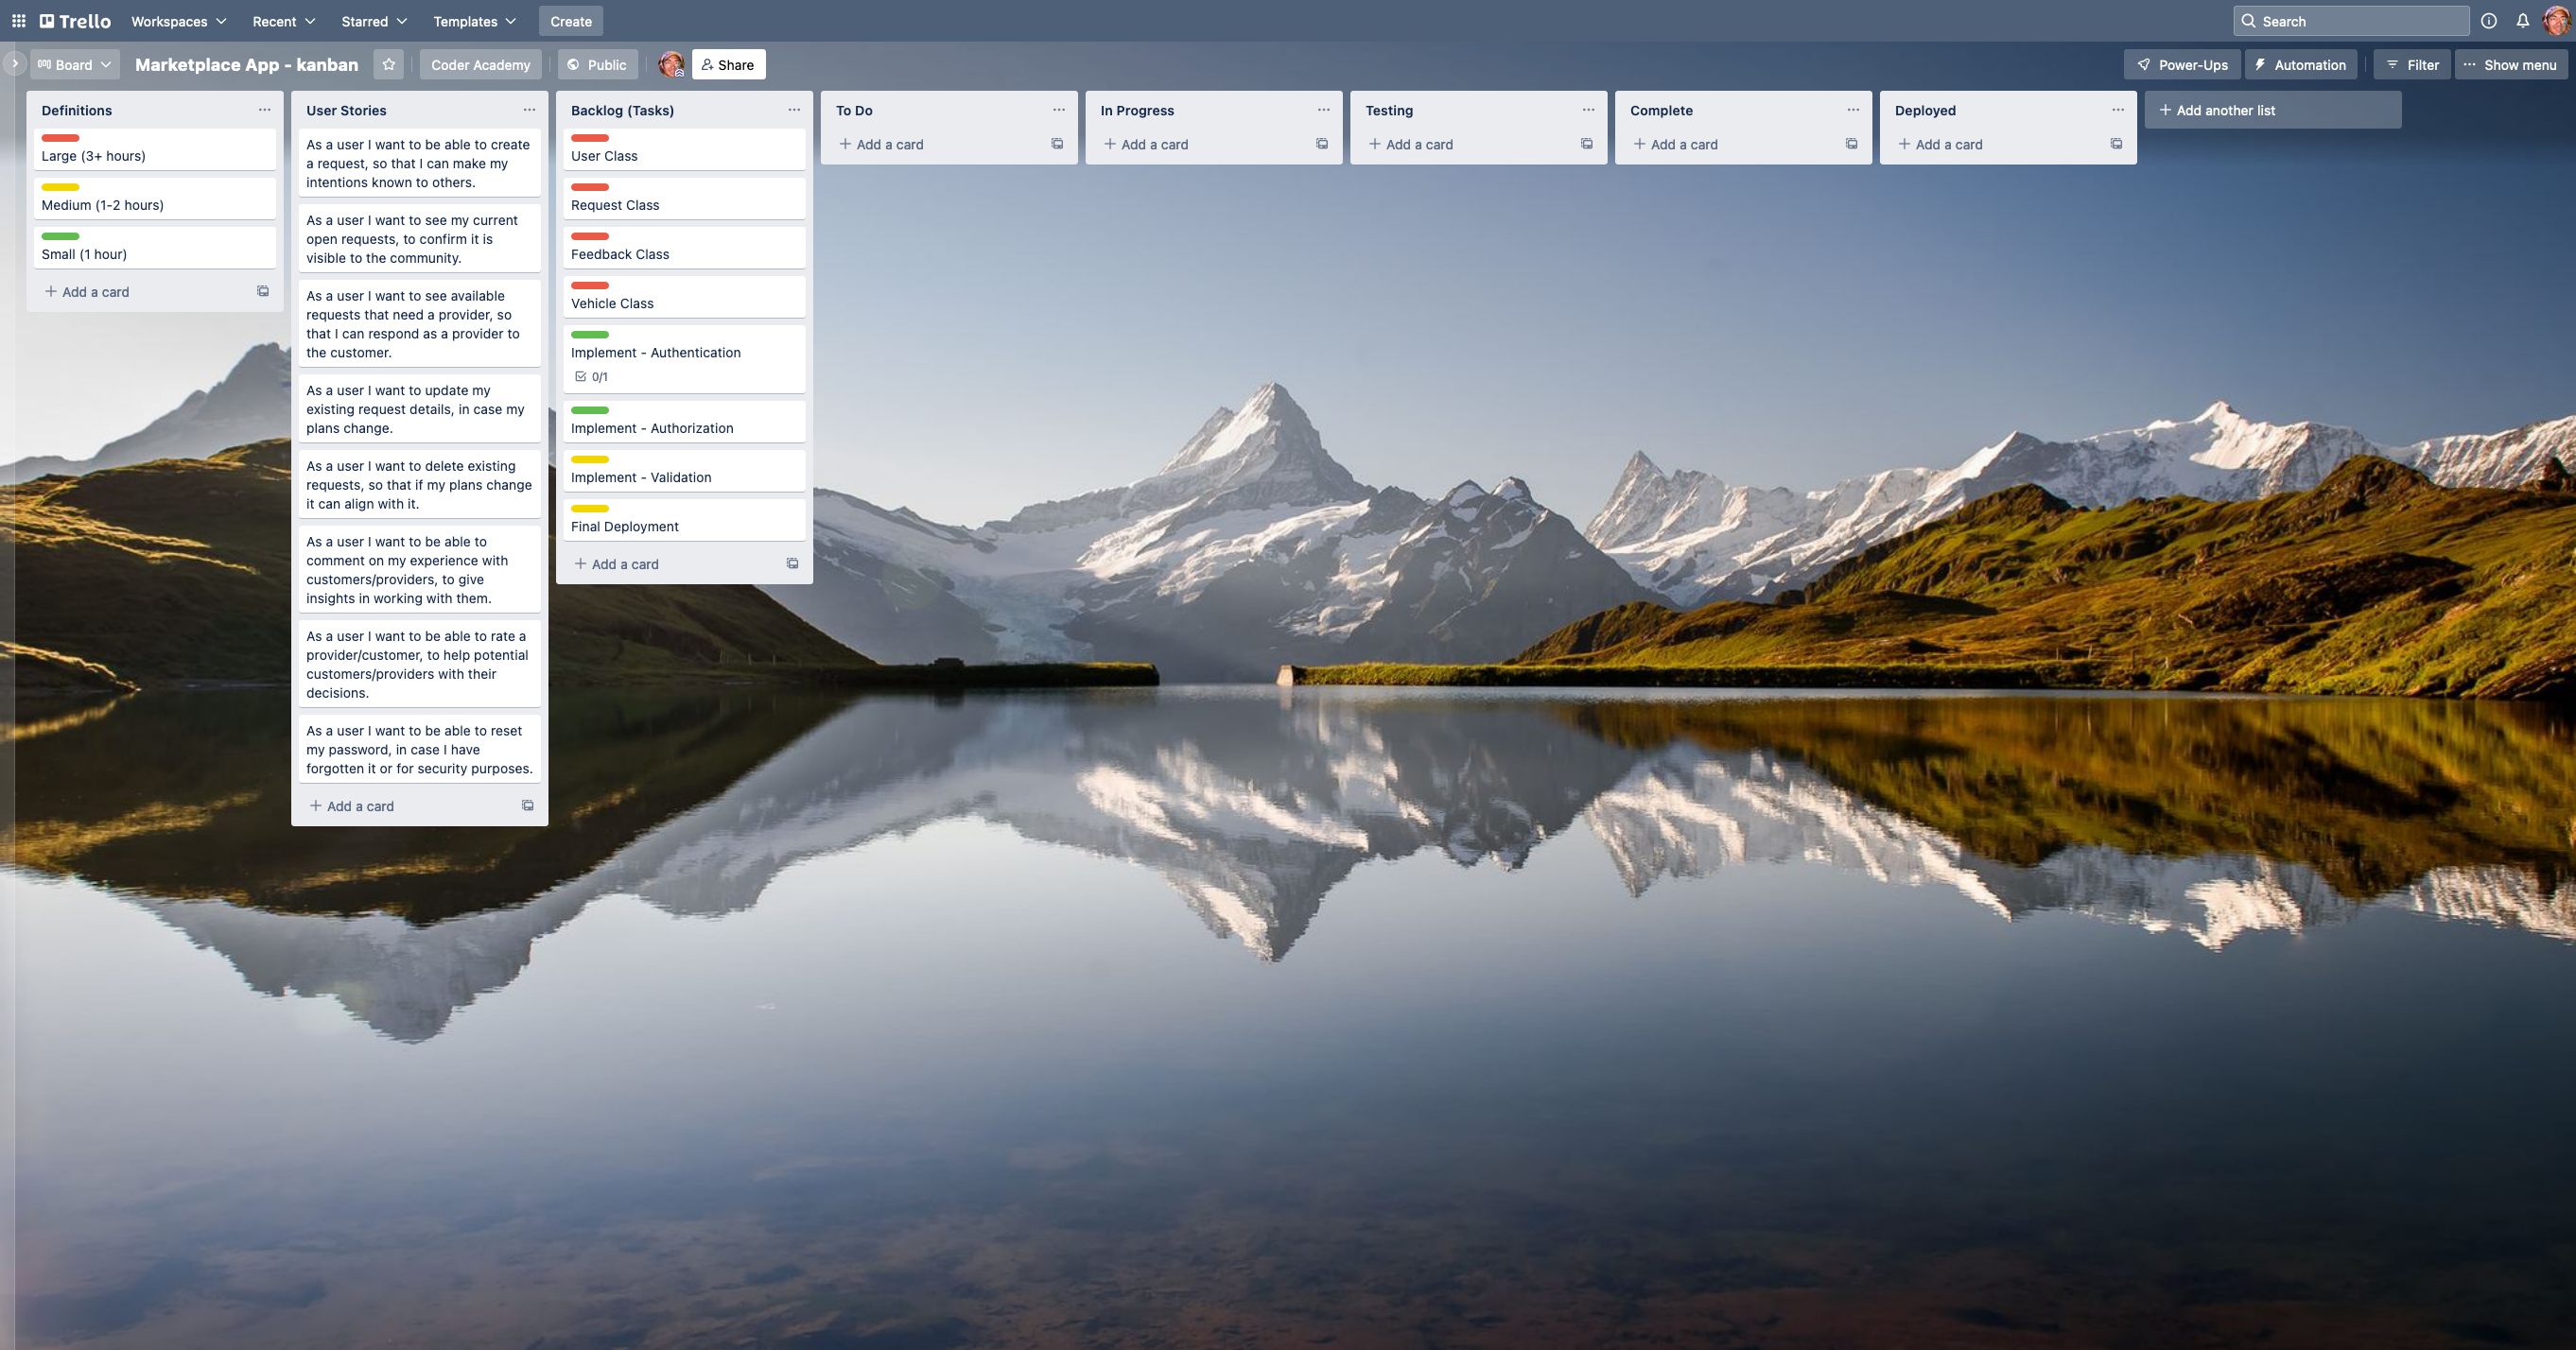 Trello Workspaces Recent Starred Templates Create Search
Board Marketplace App - kanban Coder Academy Public Share Power-Ups Automation Filter Show menu
Definitions
Large (3+ hours)
Medium (1-2 hours)
Small (1 hour)
Add a card
User Stories
As a user I want to be able to create
a request, so that I can make my
intentions known to others.
As a user I want to see my current
open requests, to confirm it is
visible to the community.
As a user I want to see available
requests that need a provider, so
that I can respond as a provider to
the customer.
As a user I want to update my
existing request details, in case my
plans change.
As a user I want to delete existing
requests, so that if my plans change
it can align with it.
As a user I want to be able to
comment on my experience with
customers/providers, to give
insights in working with them.
As a user I want to be able to rate a
provider/customer, to help potential
customers/providers with their
decisions.
As a user I want to be able to reset
my password, in case I have
forgotten it or for security purposes.
Add a card
Backlog (Tasks)
User Class
Request Class
Feedback Class
Vehicle Class
Implement - Authentication
0/1
Implement - Authorization
Implement - Validation
Final Deployment
Add a card
To Do
Add a card
In Progress
Add a card
Testing
Add a card
Complete
Add a card
Deployed
Add a card
Add another list